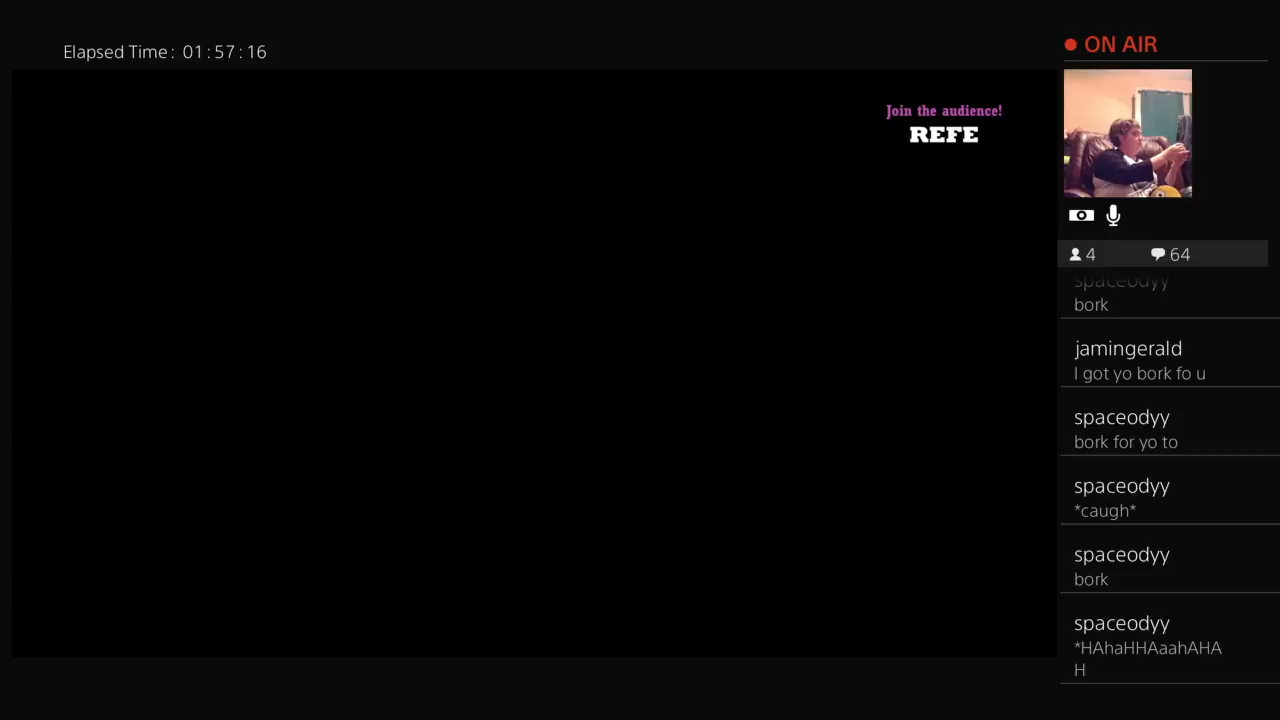 Elapsed Time: 01:57:16
ON AIR
Join the audience!
REFE
4 64
spaceodyy
bork
jamingerald
I got yo bork fo u
spaceodyy
bork for yo to
spaceodyy
*caugh*
spaceodyy
bork
spaceodyy
*HAhaHHAaahAHA
H